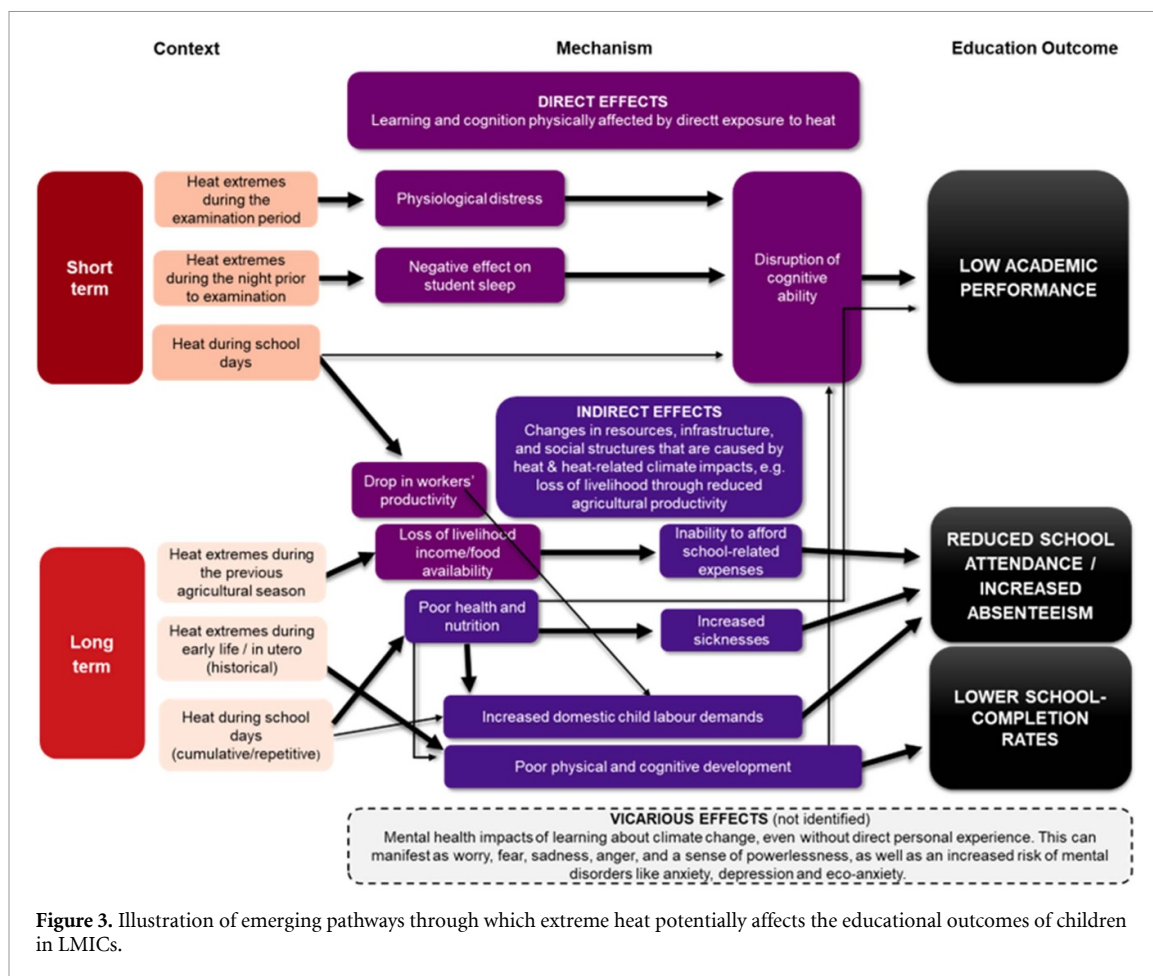 Context
Mechanism
Education Outcome
DIRECT EFFECTS
Learning and cognition physically affected by directt exposure to heat
Short
term
Heat extremes
during the
examination period
Physiological distress
Heat extremes
during the night prior
to examination
Negative effect on
student sleep
Heat during school
days
Disruption of
cognitive
ability
LOW ACADEMIC
PERFORMANCE
INDIRECT EFFECTS
Changes in resources, infrastructure,
and social structures that are caused by
heat & heat-related climate impacts, e.g.
loss of livelihood through reduced
agricultural productivity
Drop in workers'
productivity
Long
term
Heat extremes during
the previous
agricultural season
Loss of livelihood
income/food
availability
Inability to afford
school-related
expenses
REDUCED SCHOOL
ATTENDANCE /
INCREASED
ABSENTEEISM
Heat extremes during
early life / in utero
(historical)
Poor health and
nutrition
Increased
sicknesses
Heat during school
days
(cumulative/repetitive)
Increased domestic child labour demands
Poor physical and cognitive development
LOWER SCHOOL-
COMPLETION
RATES
VICARIOUS EFFECTS (not identified)
Mental health impacts of learning about climate change, even without direct personal experience. This can
manifest as worry, fear, sadness, anger, and a sense of powerlessness, as well as an increased risk of mental
disorders like anxiety, depression and eco-anxiety.
Figure 3. Illustration of emerging pathways through which extreme heat potentially affects the educational outcomes of children
in LMICs.